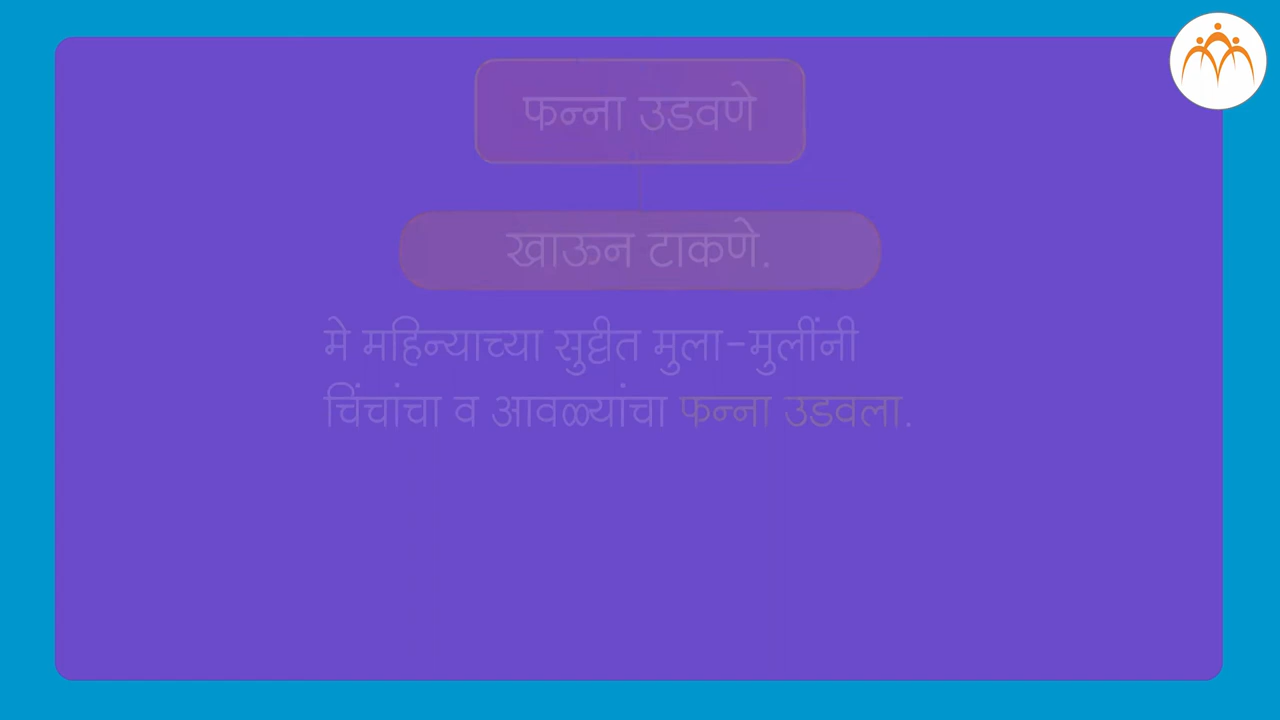 फन्ना उडवणे
खाऊन टाकणे.
मे महिन्याच्या सुट्टीत मुला-मुलींनी
चिंचांचा व आवळ्यांचा फन्ना उडवला.